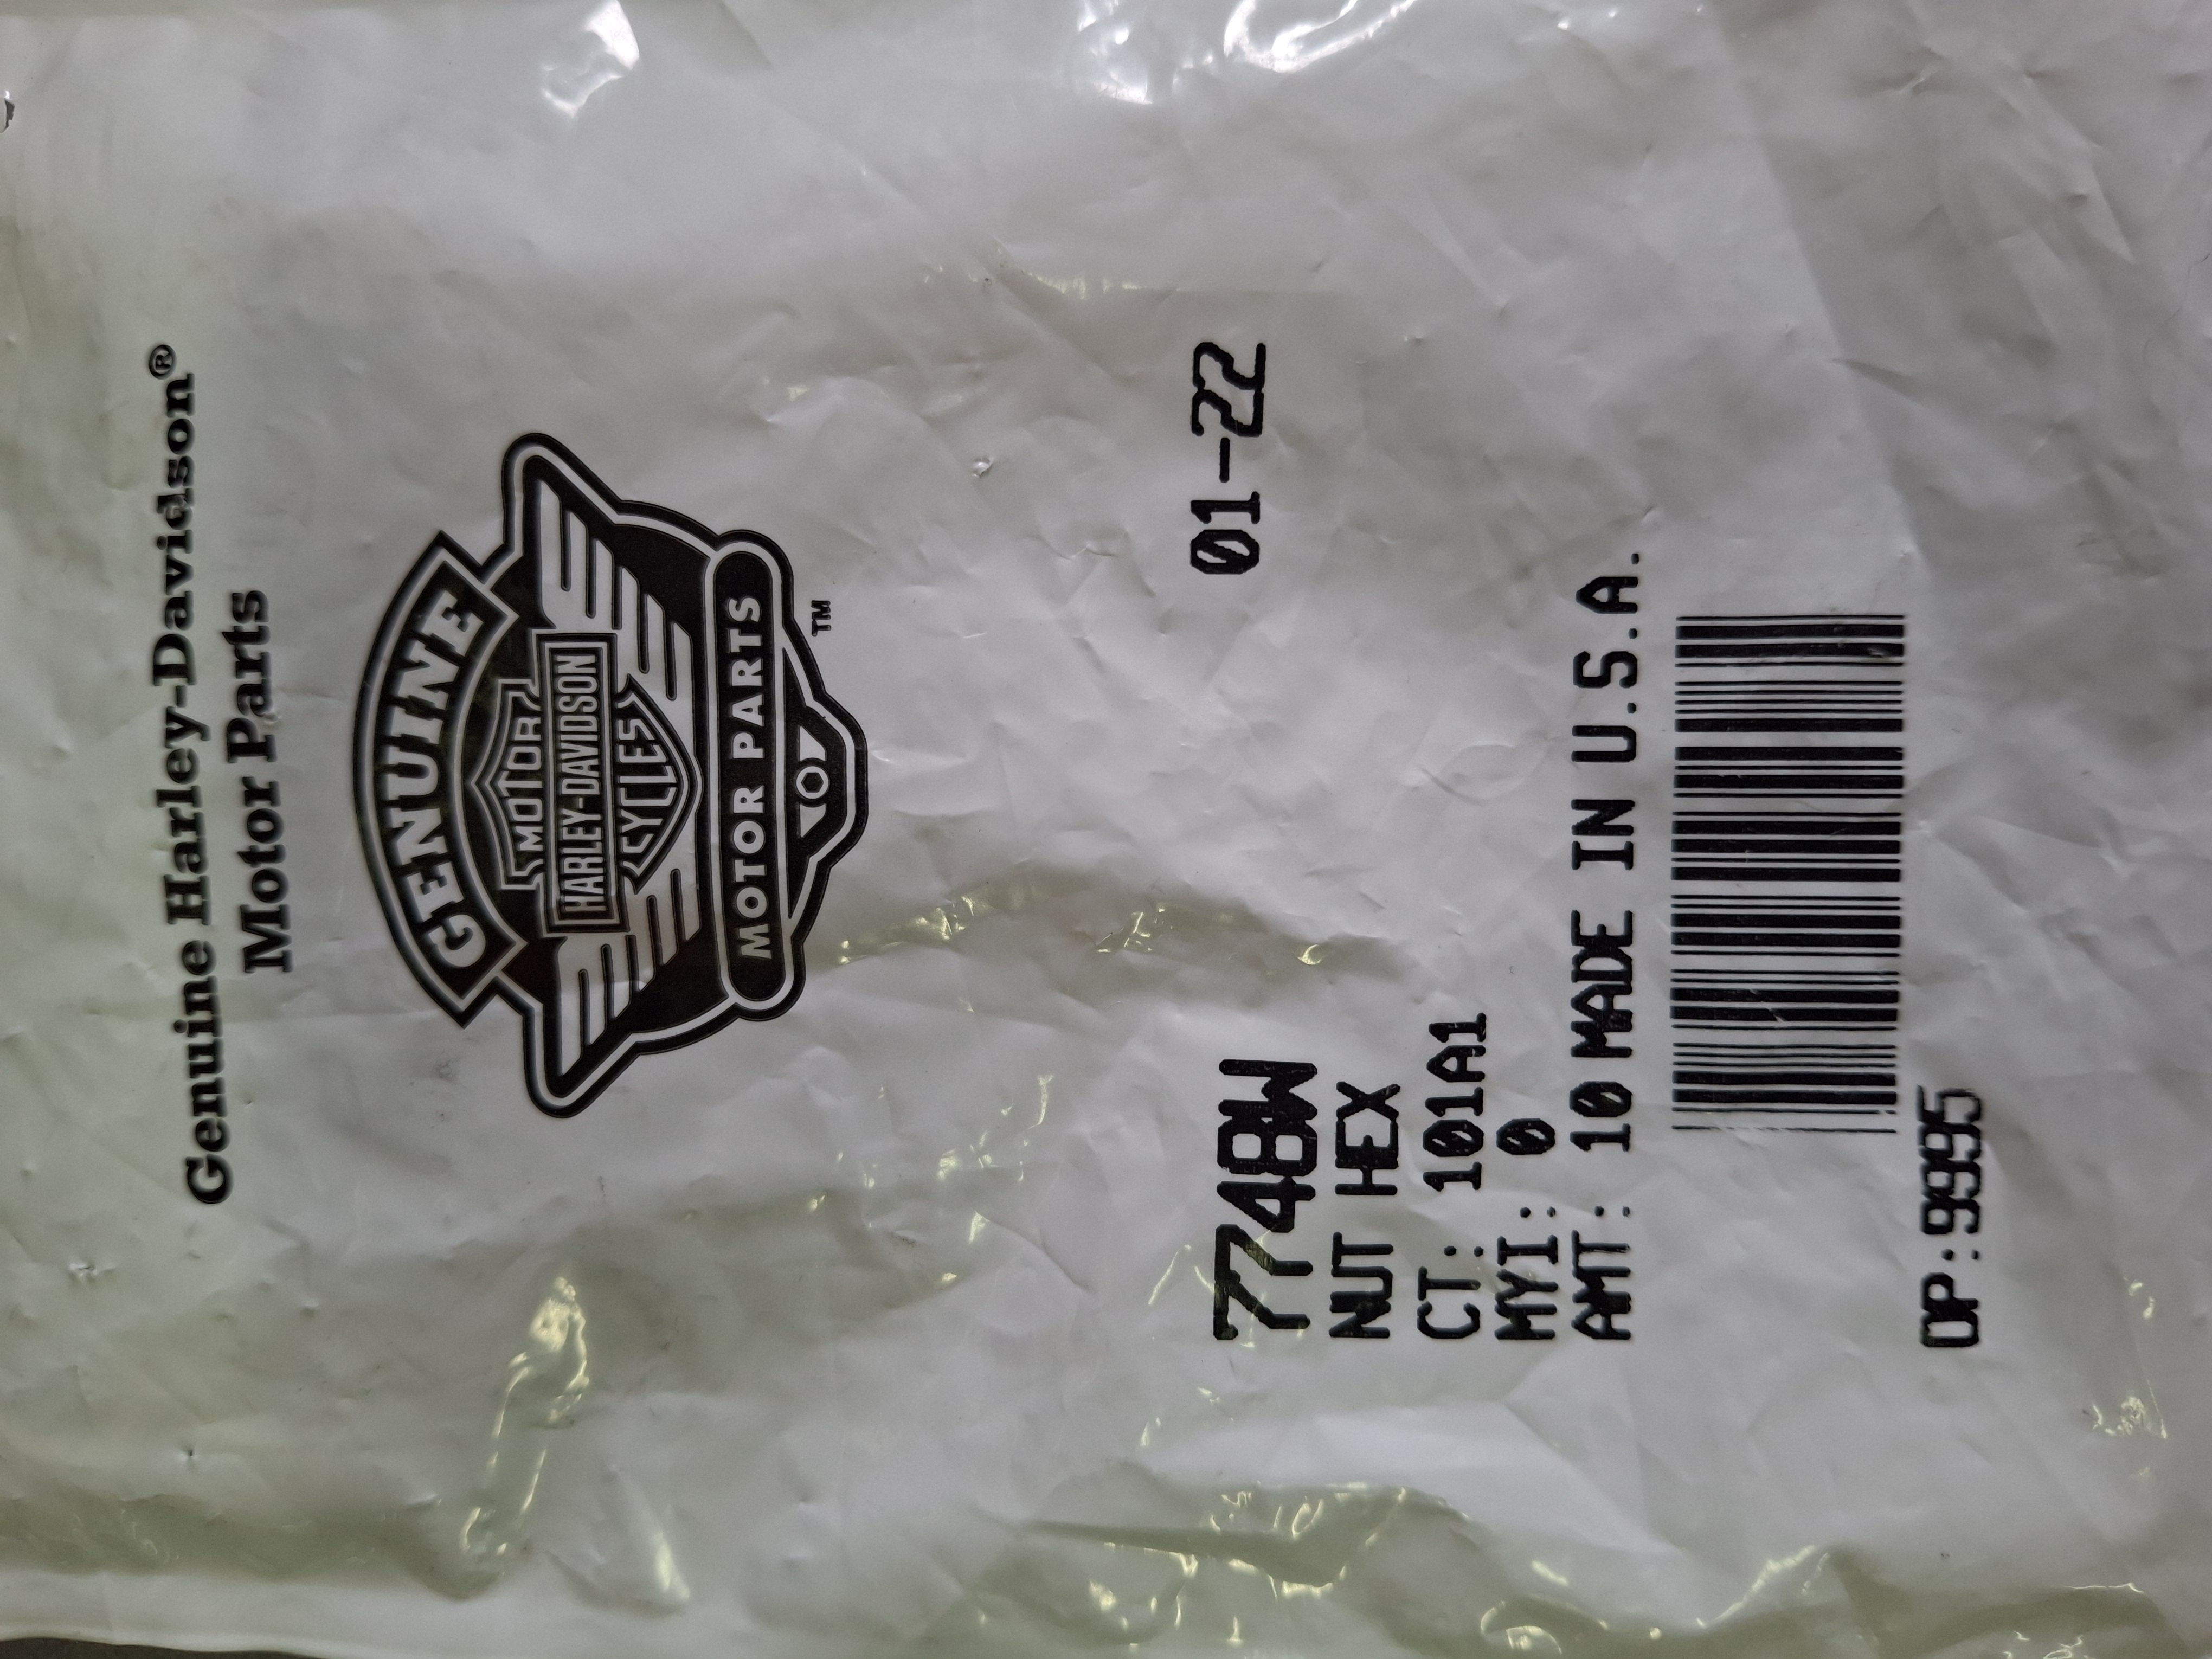 Genuine Harley-Davidson®
Motor Parts
GENUINE
MOTOR
HARLEY-DAVIDSON
CYCLES
MOTOR PARTS
TM
7748W 01-22
NUT HEX
CT: 101A1
MYI: 0
AMT: 10 MADE IN U.S.A.
OP:9995